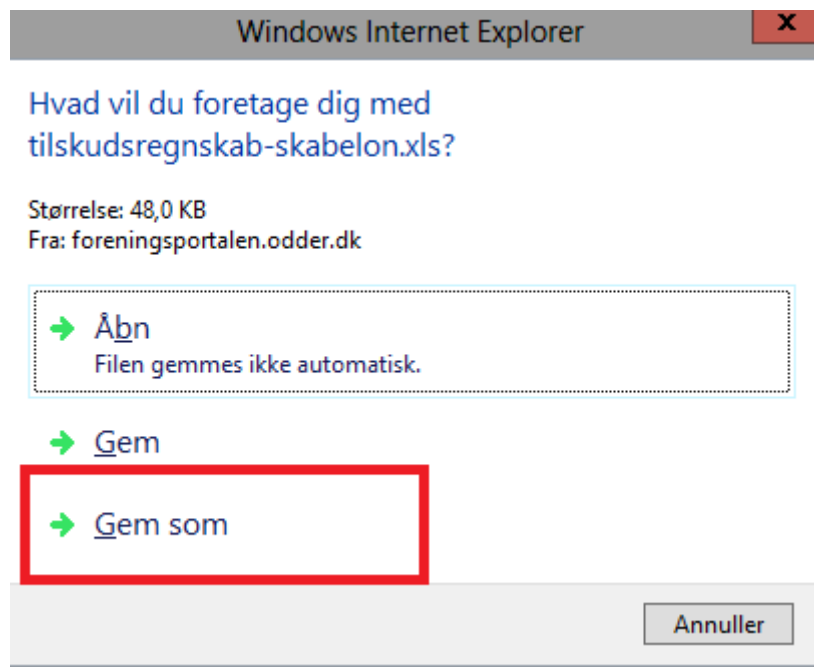 Windows Internet Explorer
x
Hvad vil du foretage dig med
tilskudsregnskab-skabelon.xls?
Størrelse: 48,0 KB
Fra: foreningsportalen.odder.dk
Åbn
Filen gemmes ikke automatisk.
Gem
Gem som
Annuller